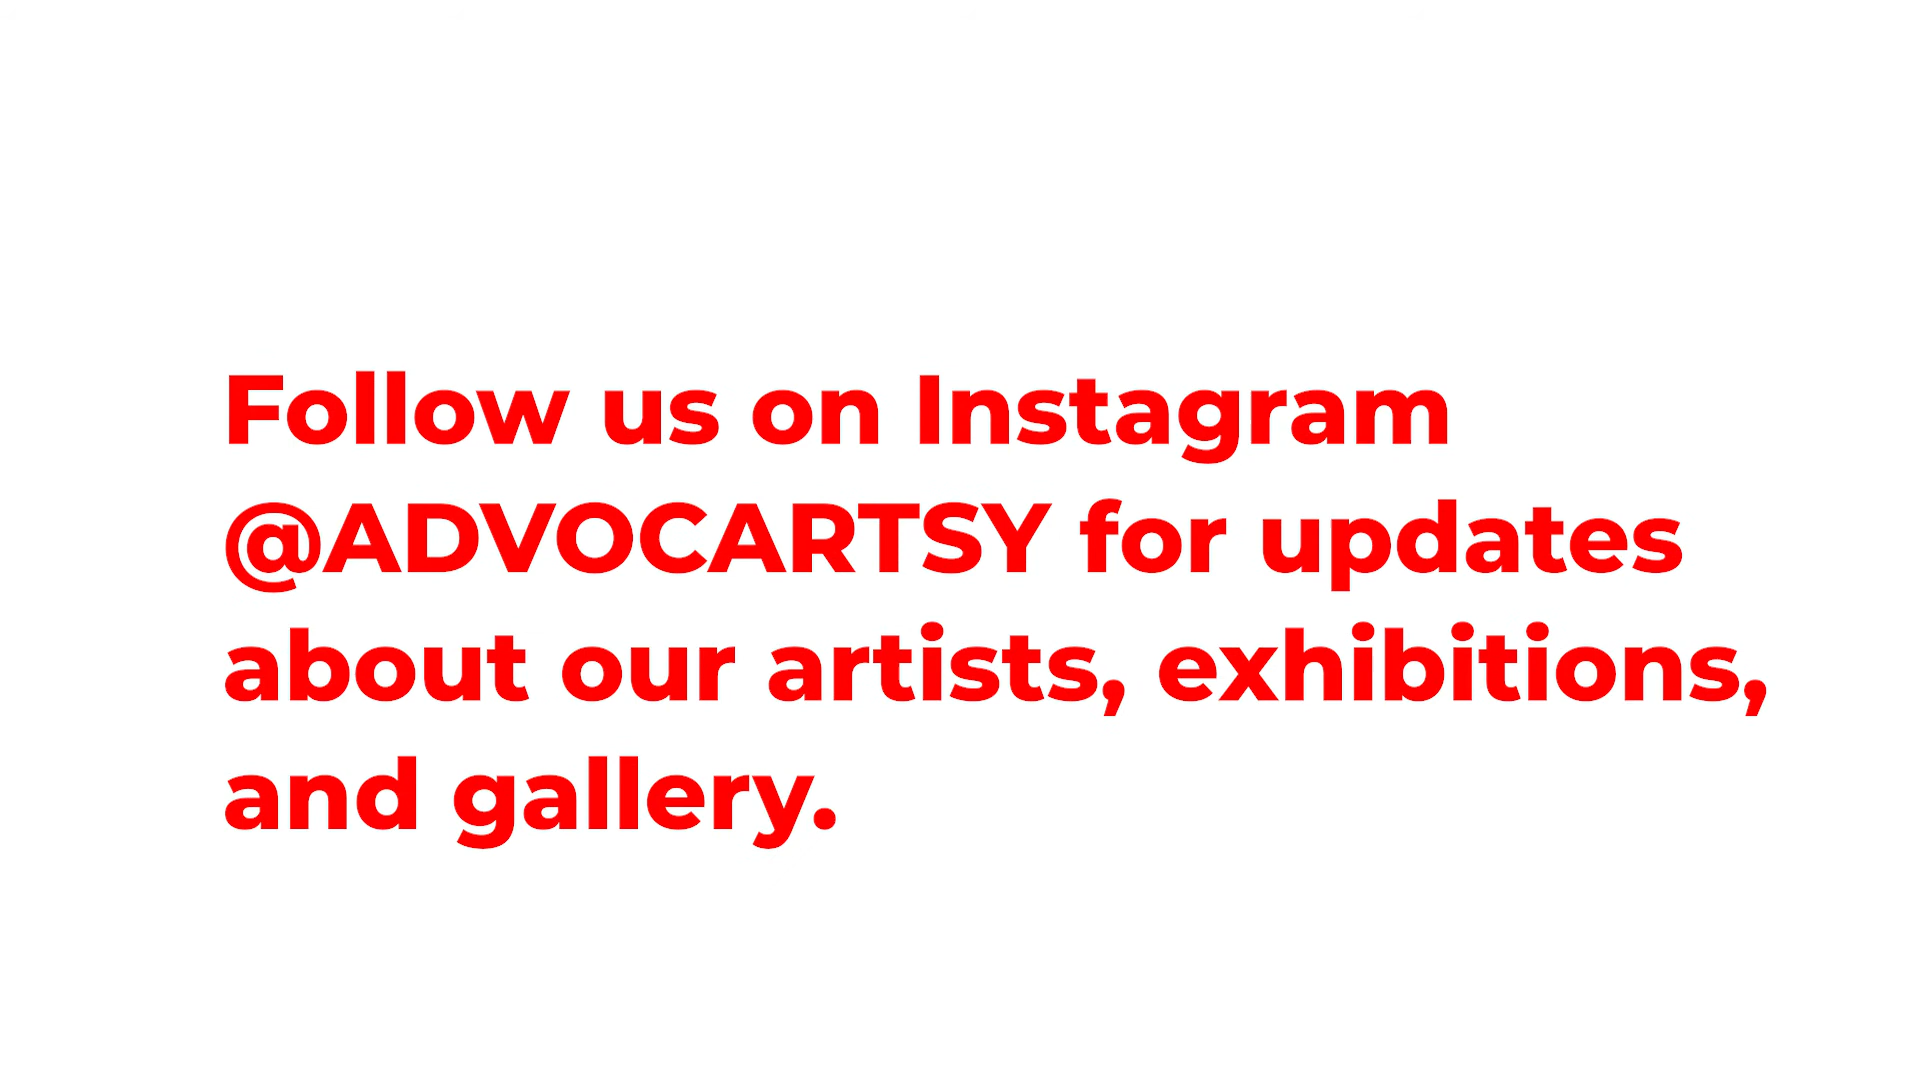 Follow us on Instagram
@ADVOCARTSY for updates
about our artists, exhibitions,
and gallery.